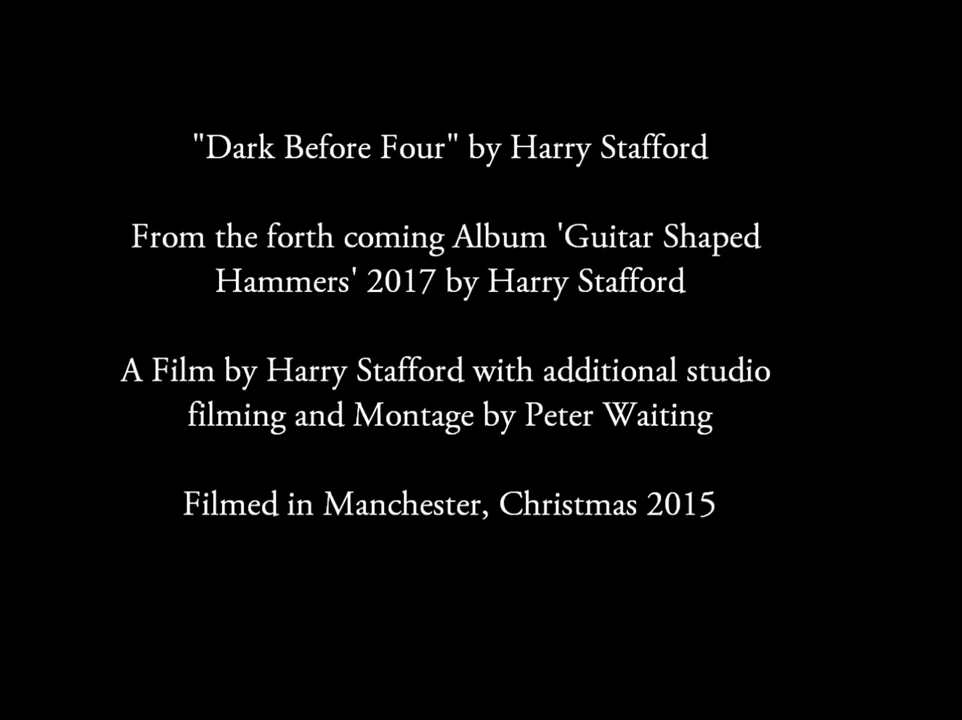 "Dark Before Four" by Harry Stafford
From the forth coming Album 'Guitar Shaped
Hammers' 2017 by Harry Stafford
A Film by Harry Stafford with additional studio
filming and Montage by Peter Waiting
Filmed in Manchester, Christmas 2015